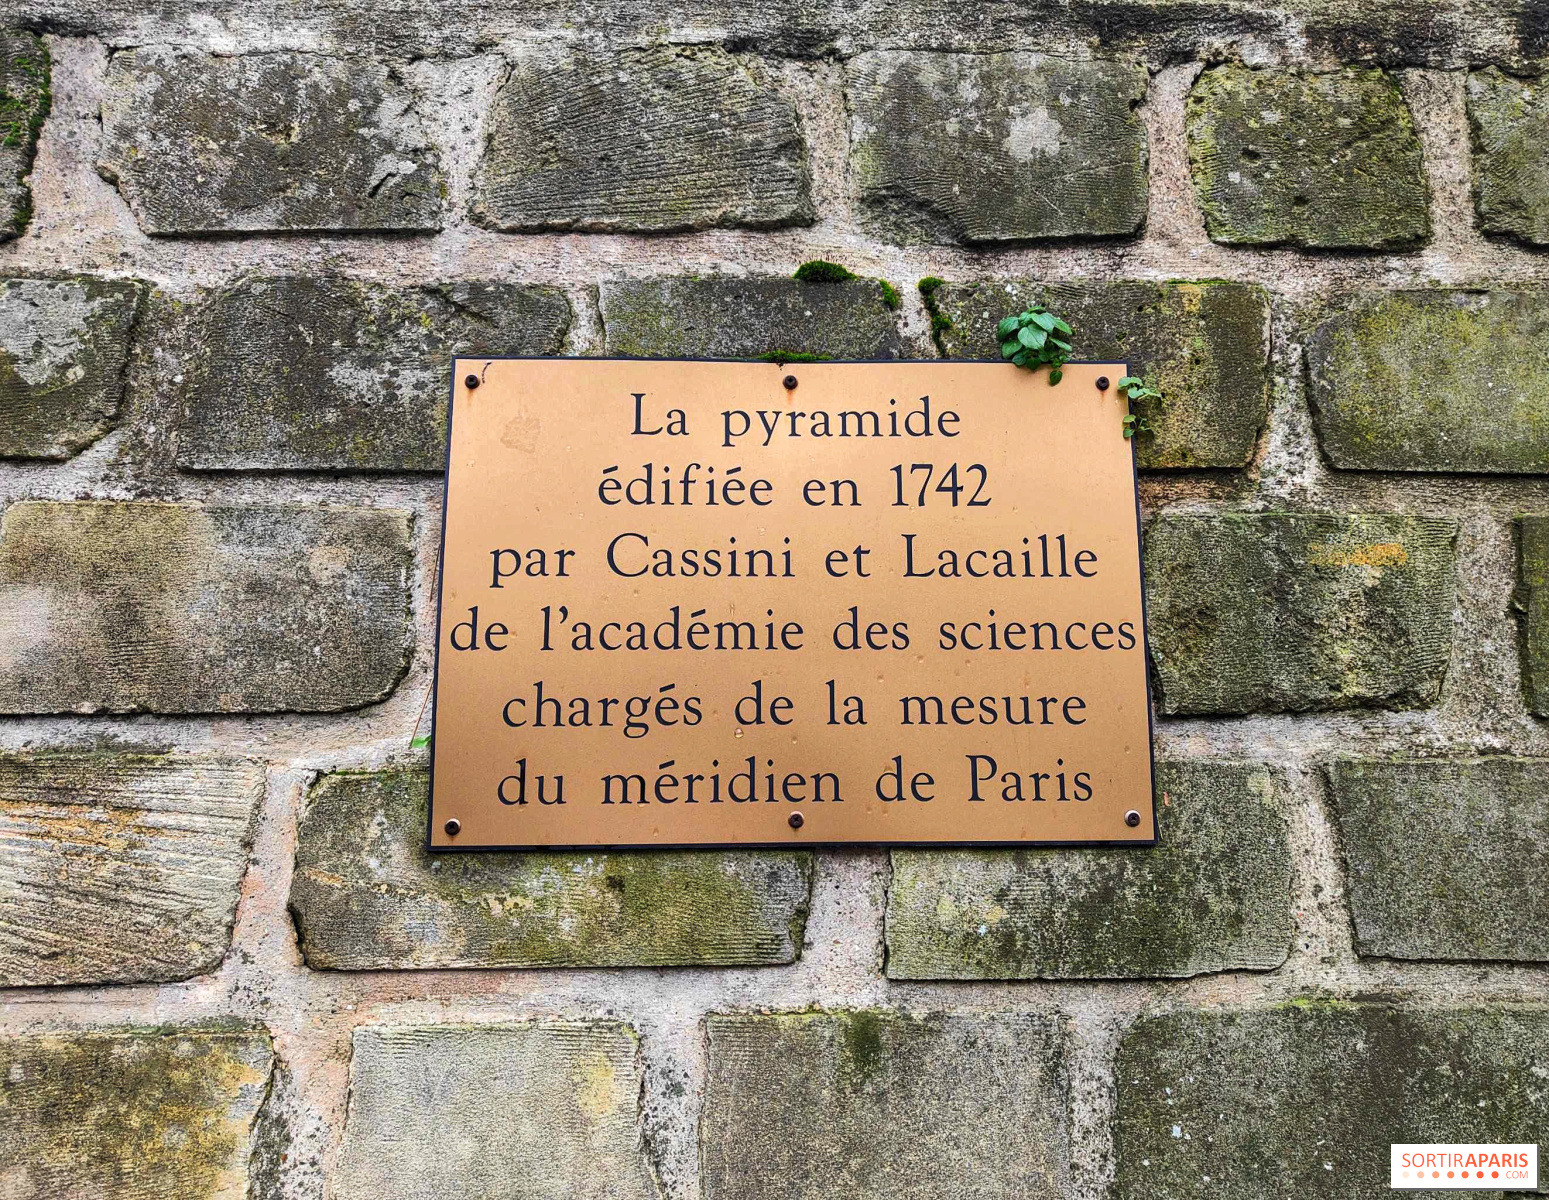 La pyramide
édifiée en 1742
par Cassini et Lacaille
de l'académie des sciences
chargés de la mesure
du méridien de Paris
SORTIRAPARIS
.COM